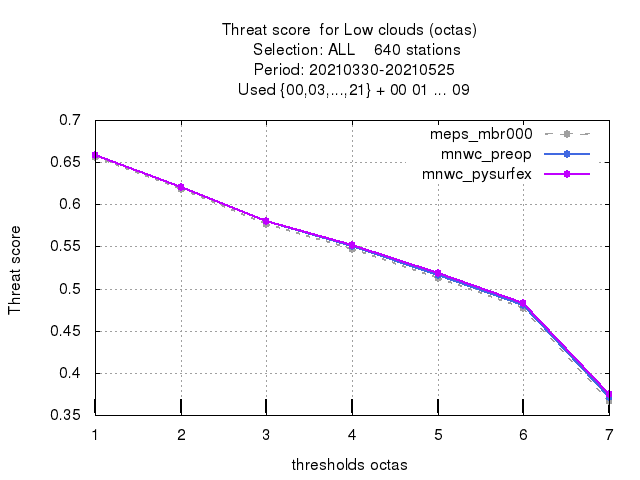 Threat score  for Low clouds (octas)
Selection: ALL    640 stations
Period: 20210330-20210525
Used {00,03,...,21} + 00 01 ... 09
meps_mbr000
mnwc_preop
mnwc_pysurfex
0.7
0.65
0.6
0.55
0.5
0.45
0.4
0.35
Threat score
1 2 3 4 5 6 7
thresholds octas